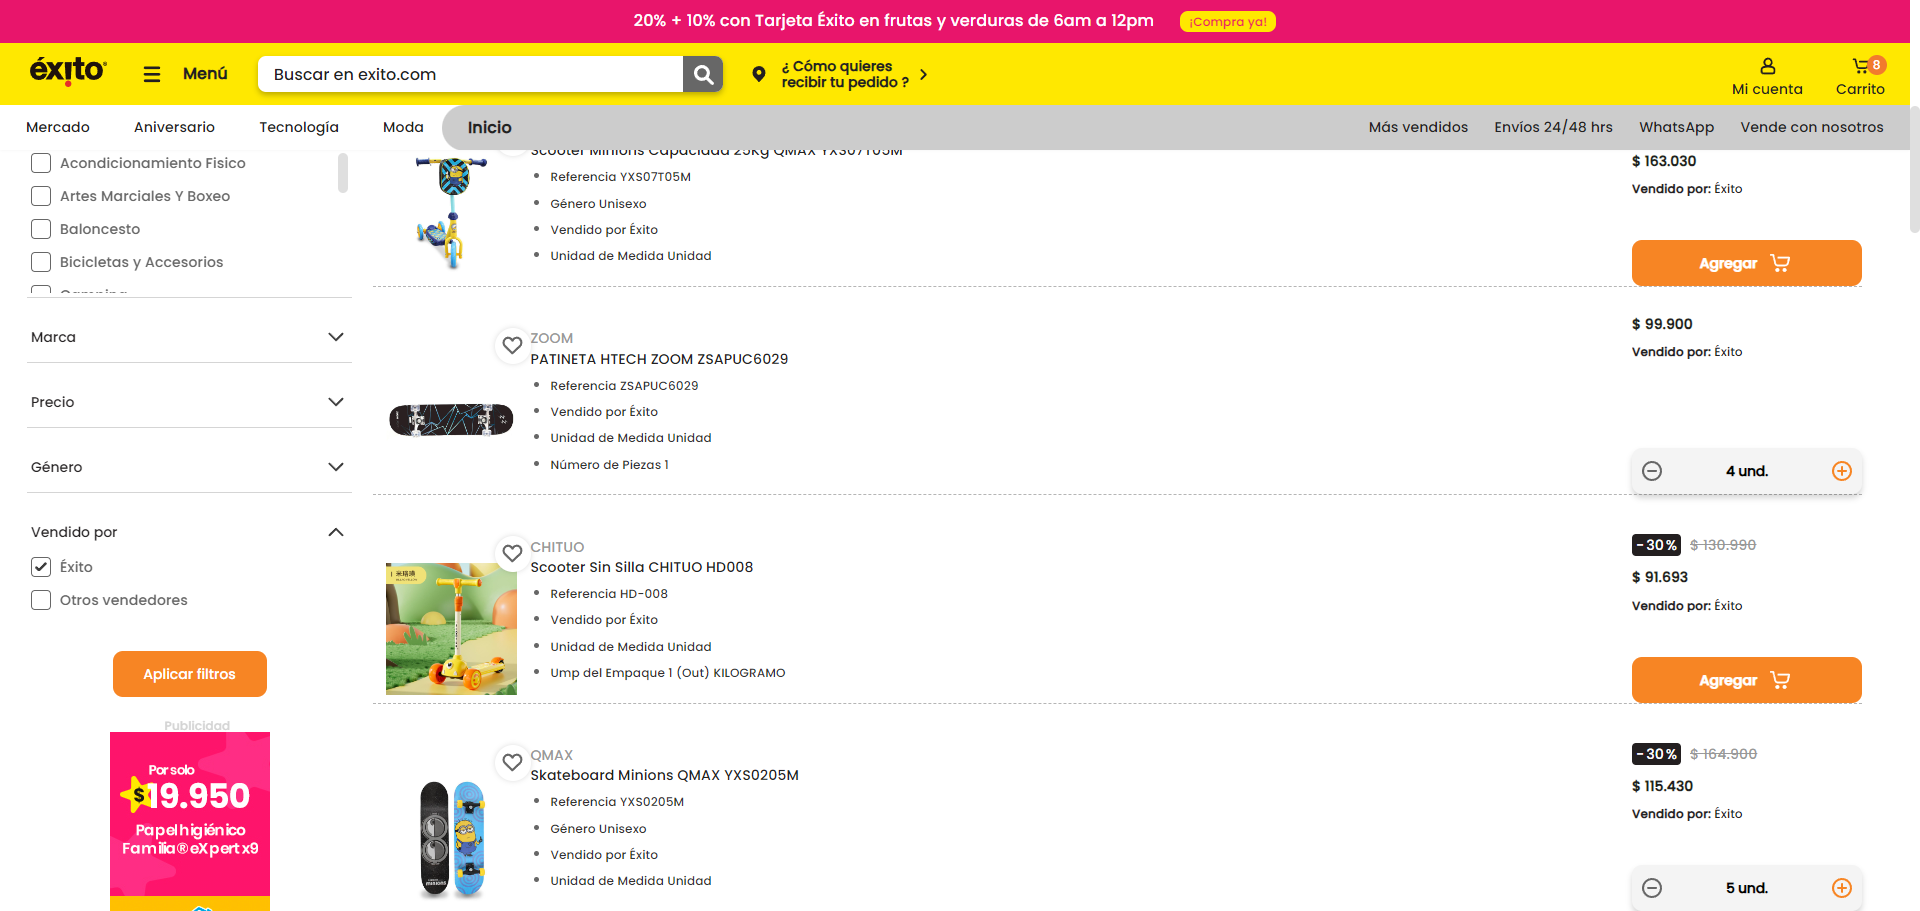 20% + 10% con Tarjeta Éxito en frutas y verduras de 6am a 12pm
¡Compra ya!
éxito
Menú
Buscar en exito.com
¿ Cómo quieres
recibir tu pedido ?
Mi cuenta
8
Carrito
Mercado
Aniversario
Tecnología
Moda
Inicio
Más vendidos
Envíos 24/48 hrs
WhatsApp
Vende con nosotros
Acondicionamiento Fisico
Artes Marciales Y Boxeo
Baloncesto
Bicicletas y Accesorios
Camping
Marca
Precio
Género
Vendido por
Éxito
Otros vendedores
Aplicar filtros
Publicidad
Por solo
$19.950
Papel higiénico
Familia® eXpert x9
Scooter Minions Capacidad 25Kg QMAX YXS07T05M
Referencia YXS07T05M
Género Unisexo
Vendido por Éxito
Unidad de Medida Unidad
$ 163.030
Vendido por: Éxito
Agregar
ZOOM
PATINETA HTECH ZOOM ZSAPUC6029
Referencia ZSAPUC6029
Vendido por Éxito
Unidad de Medida Unidad
Número de Piezas 1
$ 99.900
Vendido por: Éxito
4 und.
CHITUO
Scooter Sin Silla CHITUO HD008
Referencia HD-008
Vendido por Éxito
Unidad de Medida Unidad
Ump del Empaque 1 (Out) KILOGRAMO
-30%
$ 130.990
$ 91.693
Vendido por: Éxito
Agregar
QMAX
Skateboard Minions QMAX YXS0205M
Referencia YXS0205M
Género Unisexo
Vendido por Éxito
Unidad de Medida Unidad
MINIONS
-30%
$ 164.900
$ 115.430
Vendido por: Éxito
5 und.